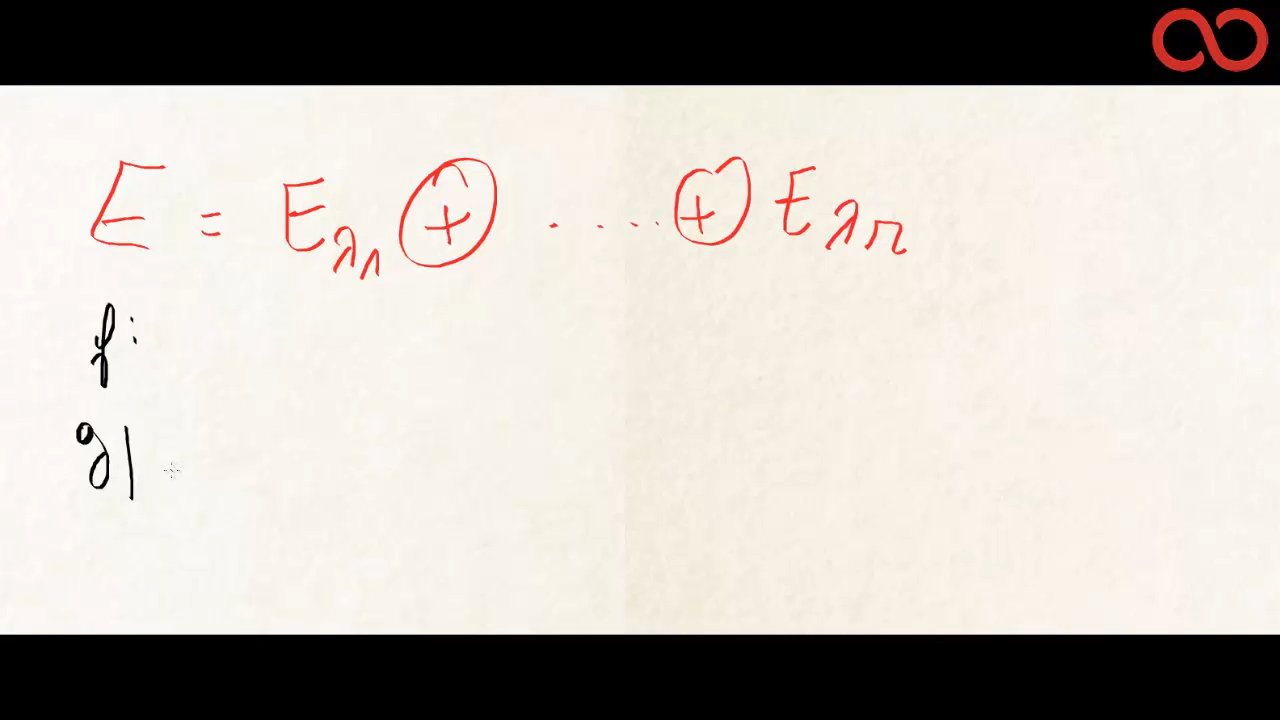 E = E_λ1 ⊕ ..... ⊕ E_λr
f :
g|